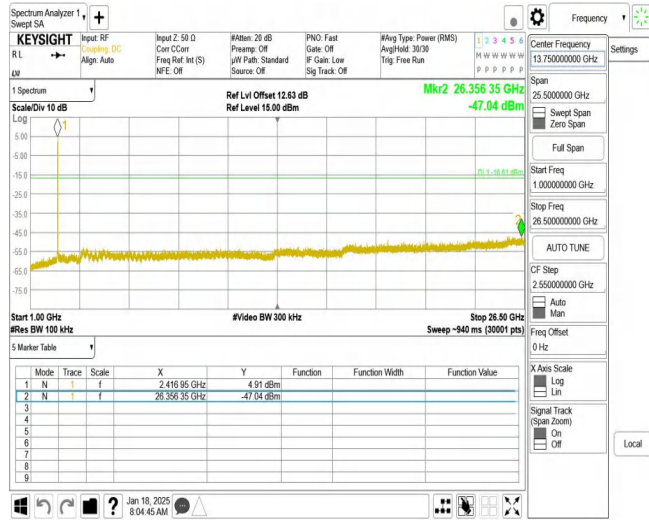 Spectrum Analyzer 1
Swept SA
+
Frequency
KEYSIGHT
RL
Input: RF
Coupling: DC
Align: Auto
Input Z: 50 Ω
Corr CCorr
Freq Ref: Int (S)
NFE: Off
#Atten: 20 dB
Preamp: Off
µW Path: Standard
Source: Off
PNO: Fast
Gate: Off
IF Gain: Low
Sig Track: Off
#Avg Type: Power (RMS)
Avg|Hold: 30/30
Trig: Free Run
1 2 3 4 5 6
M W W W W W
P P P P P P
1 Spectrum
Scale/Div 10 dB
Ref Lvl Offset 12.63 dB
Ref Level 15.00 dBm
Mkr2 26.356 35 GHz
-47.04 dBm
Log
1
5.00
-5.00
-15.0
-25.0
-35.0
-45.0
-55.0
-65.0
-75.0
Start 1.00 GHz
#Res BW 100 kHz
#Video BW 300 kHz
Stop 26.50 GHz
Sweep ~940 ms (30001 pts)
5 Marker Table
Mode Trace Scale X Y Function Function Width Function Value
1 N 1 f 2.416 95 GHz 4.91 dBm
2 N 1 f 26.356 35 GHz -47.04 dBm
3
4
5
6
7
8
9
?
Jan 18, 2025
8:04:45 AM
Center Frequency
13.750000000 GHz
Settings
Span
25.5000000 GHz
Swept Span
Zero Span
Full Span
Start Freq
1.000000000 GHz
Stop Freq
26.500000000 GHz
AUTO TUNE
CF Step
2.550000000 GHz
Auto
Man
Freq Offset
0 Hz
X Axis Scale
Log
Lin
Signal Track
(Span Zoom)
On
Off
Local